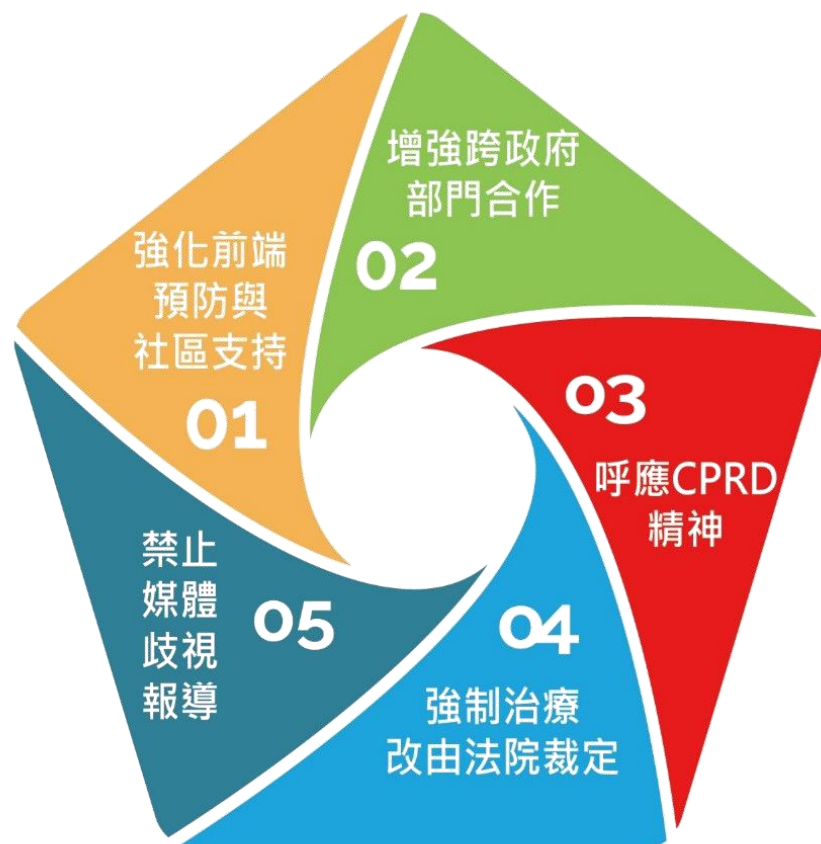 強化前端
預防與
社區支持
01
增強跨政府
部門合作
02
03
呼應CPRD
精神
04
強制治療
改由法院裁定
05
禁止
媒體
歧視
報導